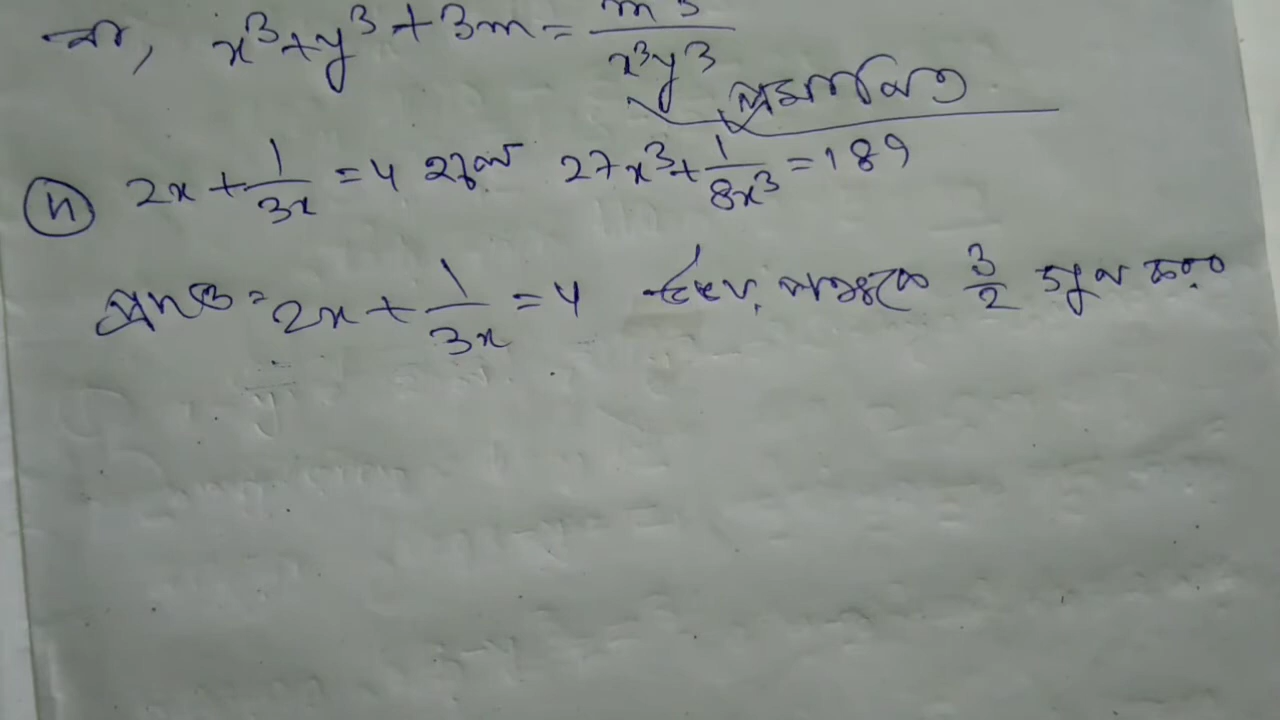 বা, x³+y³+3m = m³/x³y³
প্রমাণিত
(n) 2x + 1/3x = 4 হলে 27x³ + 1/8x³ = 189
প্রদত্ত = 2x + 1/3x = 4 উভয় পক্ষকে 3/2 গুন করে